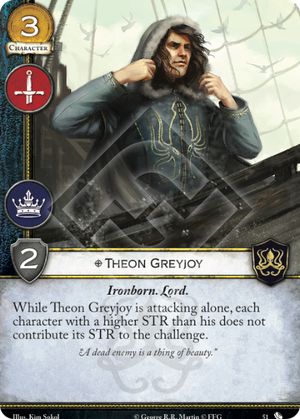 3
CHARACTER
2
THEON GREYJOY
Ironborn. Lord.
While Theon Greyjoy is attacking alone, each
character with a higher STR than his does not
contribute its STR to the challenge.
"A dead enemy is a thing of beauty."
Illus. Kim Sokol
© George R.R. Martin © FFG
51